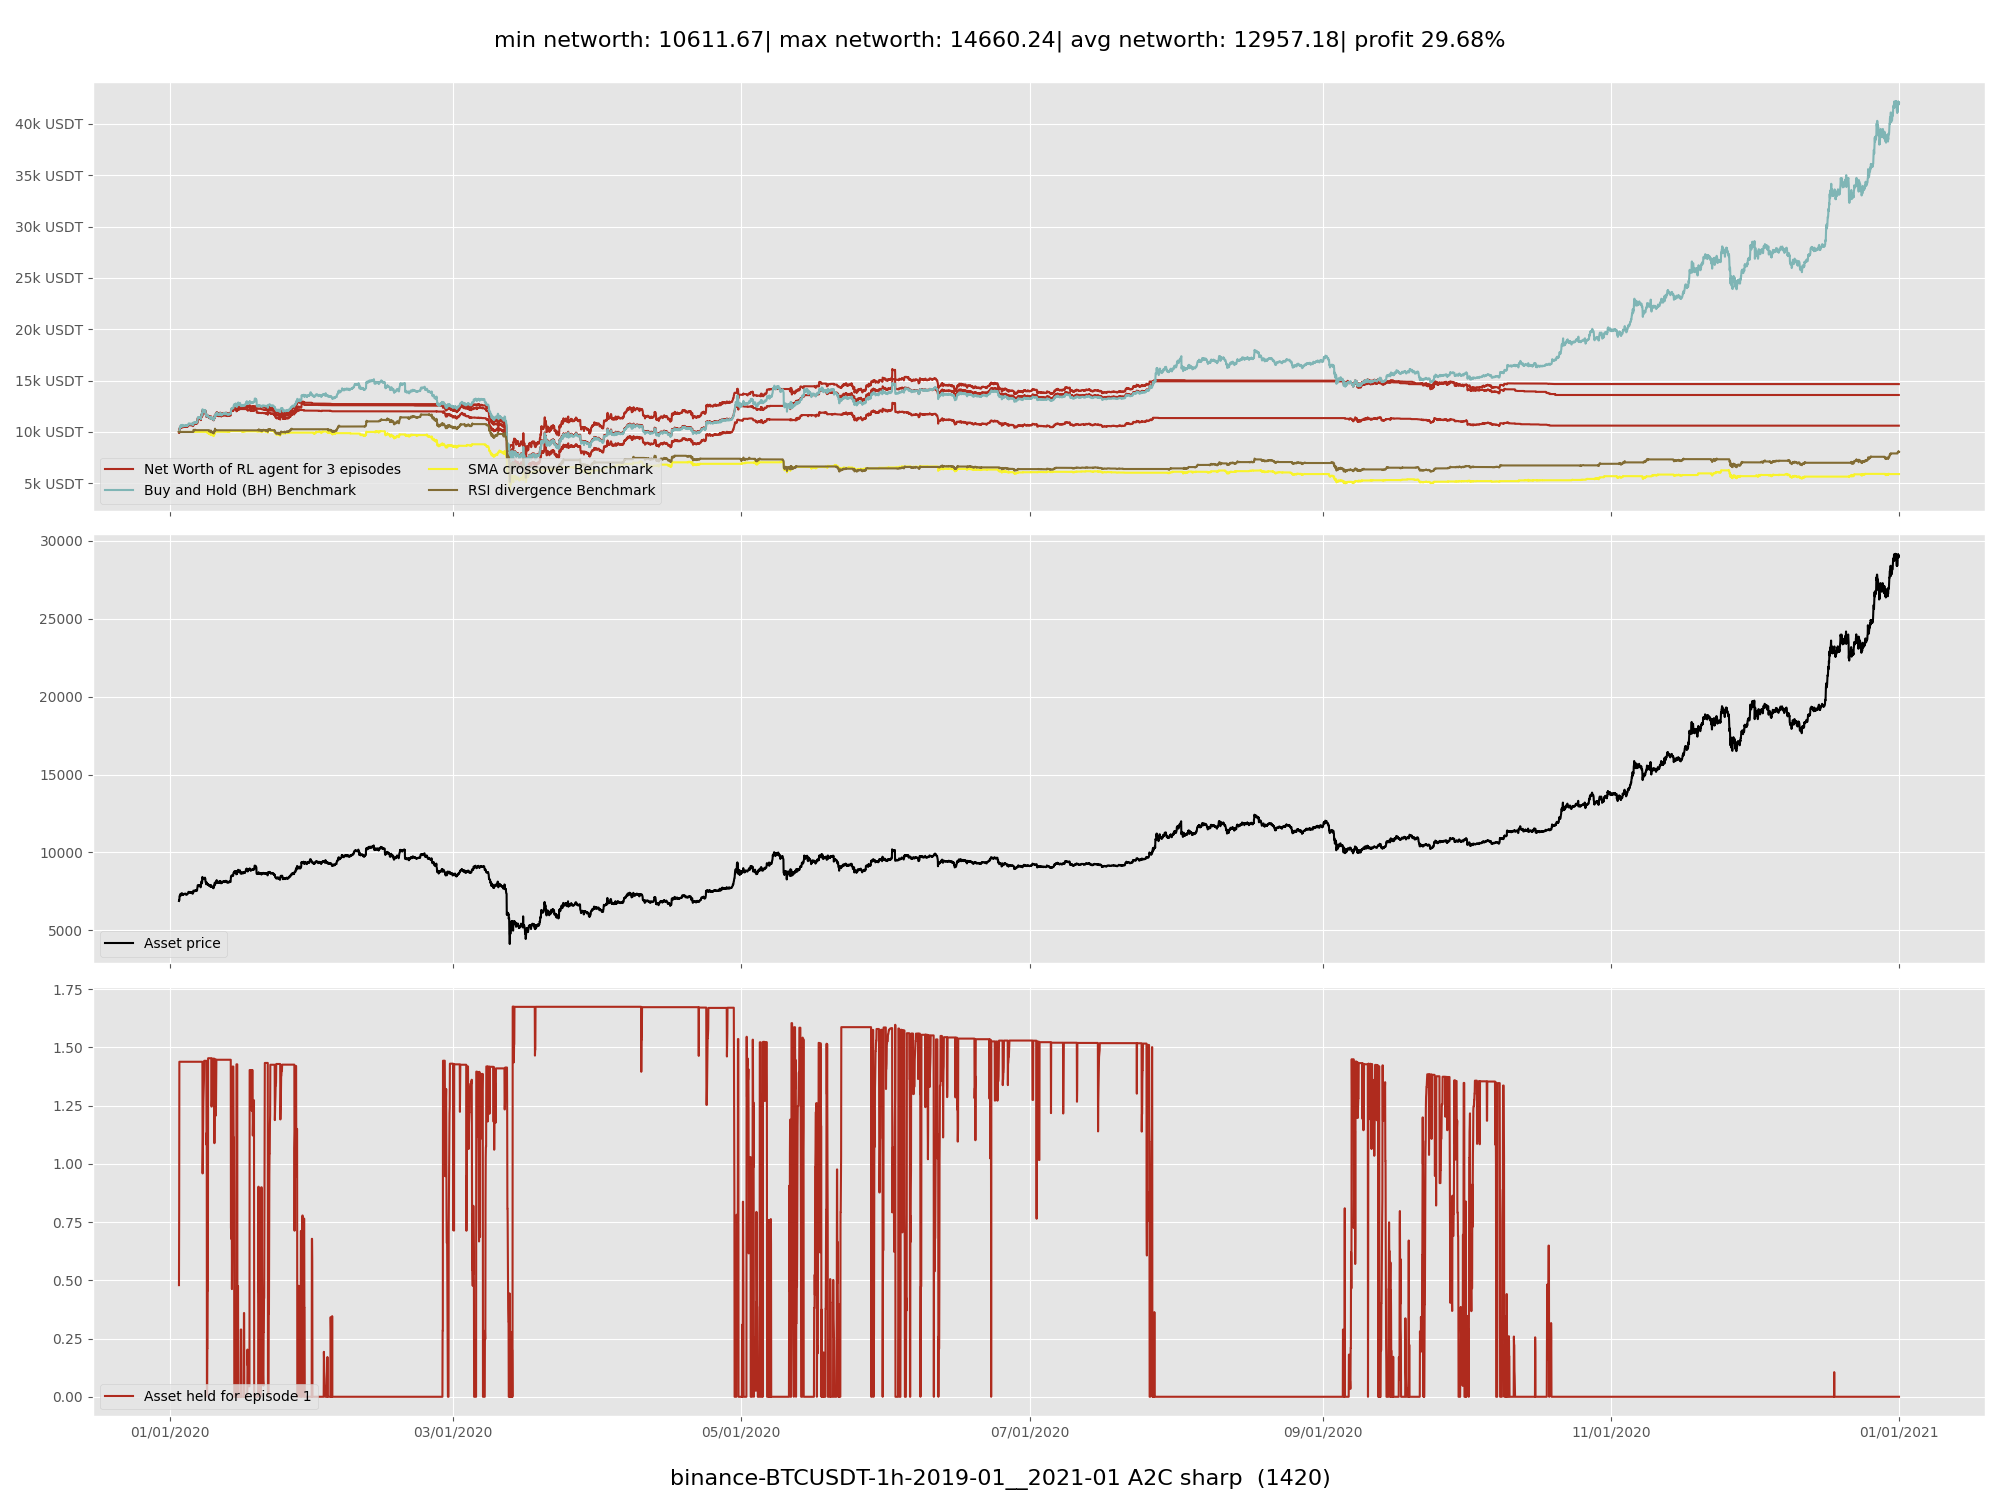 min networth: 10611.67| max networth: 14660.24| avg networth: 12957.18| profit 29.68%
40k USDT
35k USDT
30k USDT
25k USDT
20k USDT
15k USDT
10k USDT
5k USDT
Net Worth of RL agent for 3 episodes
Buy and Hold (BH) Benchmark
SMA crossover Benchmark
RSI divergence Benchmark
30000
25000
20000
15000
10000
5000
Asset price
1.75
1.50
1.25
1.00
0.75
0.50
0.25
0.00
Asset held for episode 1
01/01/2020
03/01/2020
05/01/2020
07/01/2020
09/01/2020
11/01/2020
01/01/2021
binance-BTCUSDT-1h-2019-01__2021-01 A2C sharp  (1420)